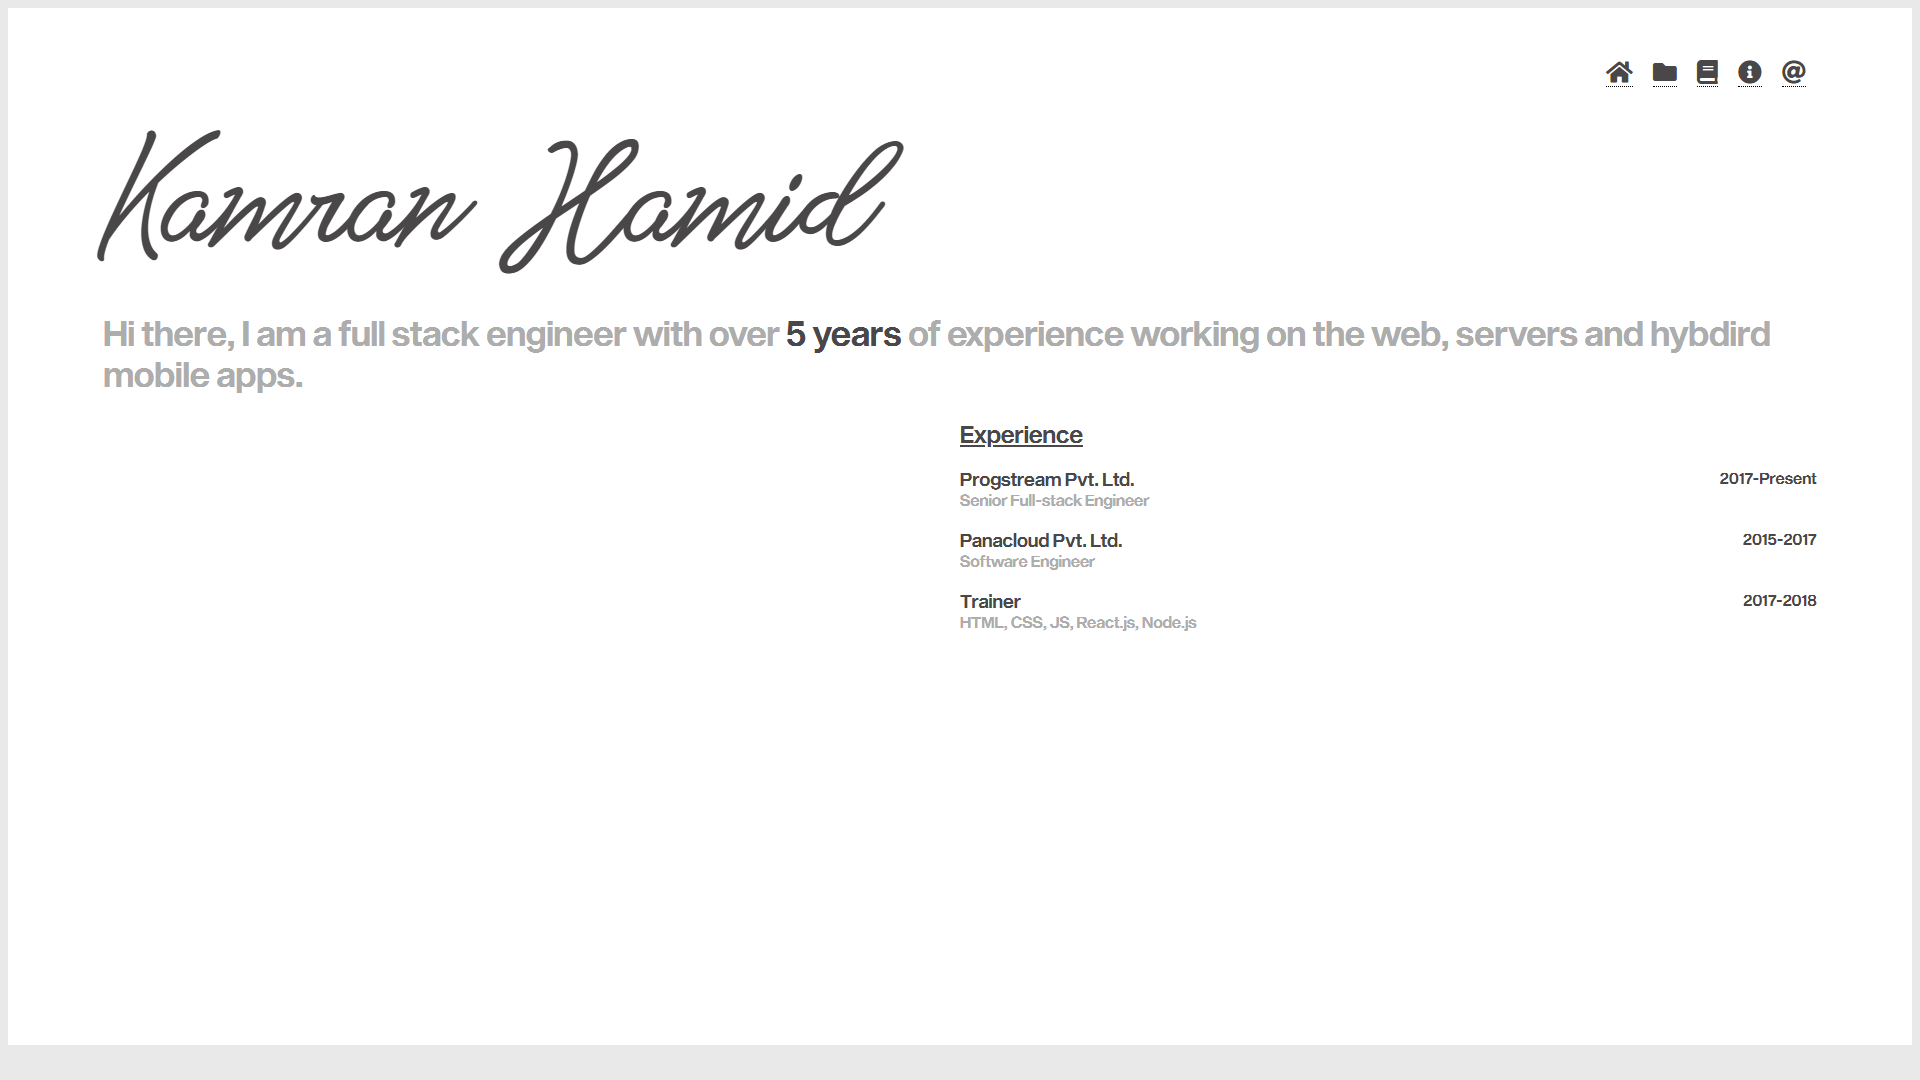 Kamran Hamid
Hi there, I am a full stack engineer with over 5 years of experience working on the web, servers and hybdird
mobile apps.
Experience
Progstream Pvt. Ltd. 2017-Present
Senior Full-stack Engineer
Panacloud Pvt. Ltd. 2015-2017
Software Engineer
Trainer 2017-2018
HTML, CSS, JS, React.js, Node.js